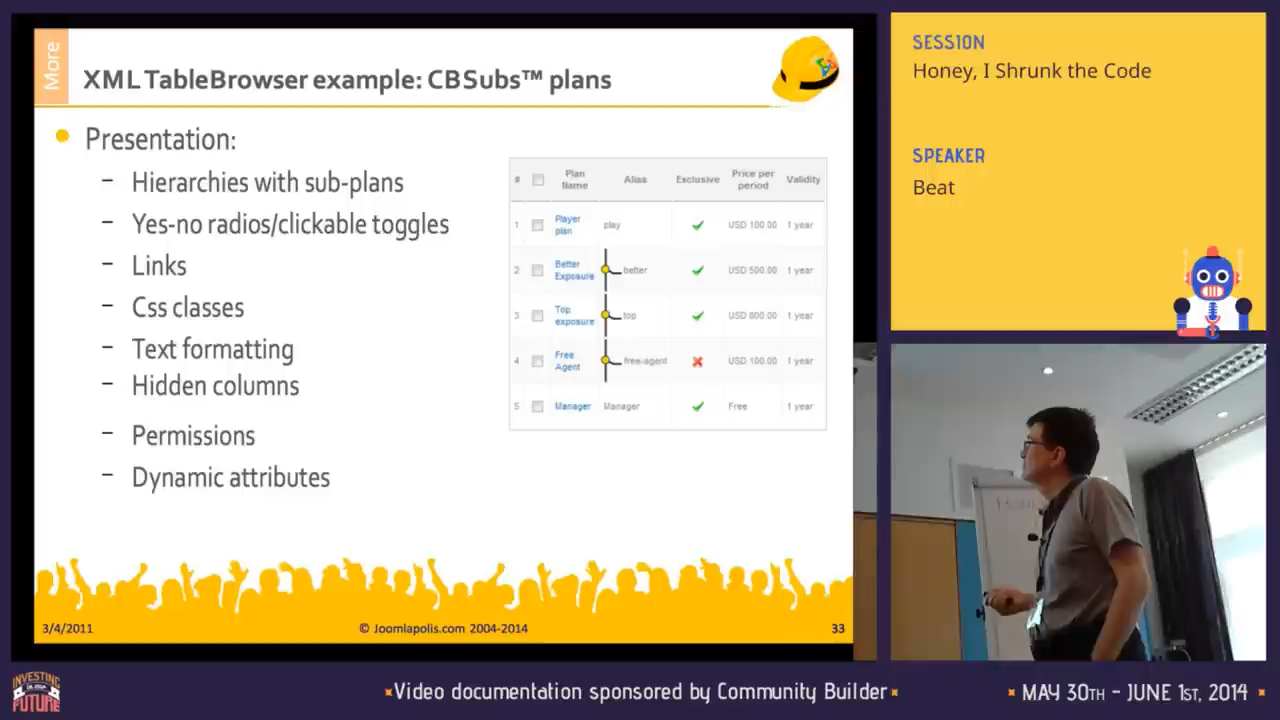 More
XML TableBrowser example: CBSubs™ plans
Presentation:
– Hierarchies with sub-plans
– Yes-no radios/clickable toggles
– Links
– Css classes
– Text formatting
– Hidden columns
– Permissions
– Dynamic attributes
# Plan Name Alias Exclusive Price per period Validity
1 Player plan play USD 100.00 1 year
2 Better Exposure better USD 500.00 1 year
3 Top exposure top USD 800.00 1 year
4 Free Agent free-agent USD 100.00 1 year
5 Manager Manager Free 1 year
3/4/2011
© Joomlapolis.com 2004-2014
33
SESSION
Honey, I Shrunk the Code
SPEAKER
Beat
INVESTING
FUTURE
Video documentation sponsored by Community Builder
MAY 30TH - JUNE 1ST, 2014